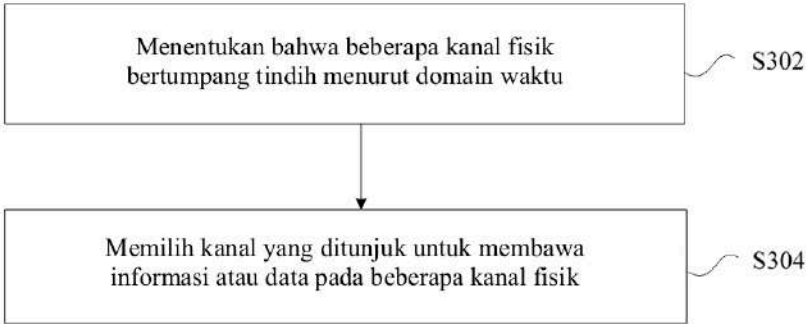 Menentukan bahwa beberapa kanal fisik
bertumpang tindih menurut domain waktu
S302
Memilih kanal yang ditunjuk untuk membawa
informasi atau data pada beberapa kanal fisik
S304